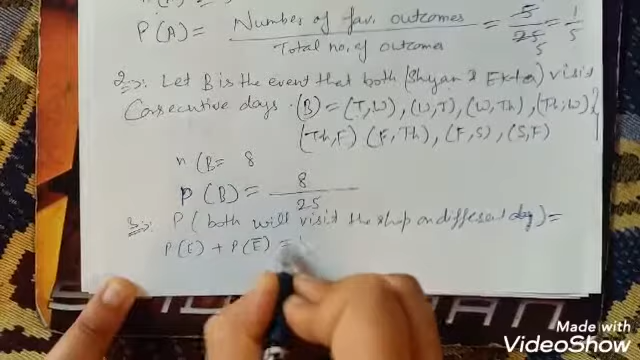 P(A) = Number of fav. outcomes / Total no. of outcomes = 5/25 5 = 1/5
2 Let B is the event that both (Shyam & Ekta) visit
Consecutive days. (B) = (T,W), (W,T), (W,Th), (Th,W)}
(Th,F) (F,Th), (F,S), (S,F)
n(B = 8
P(B) = 8/25
3 P(both will visit the shop on different day) =
P(E) + P(E̅) =
Made with
VideoShow